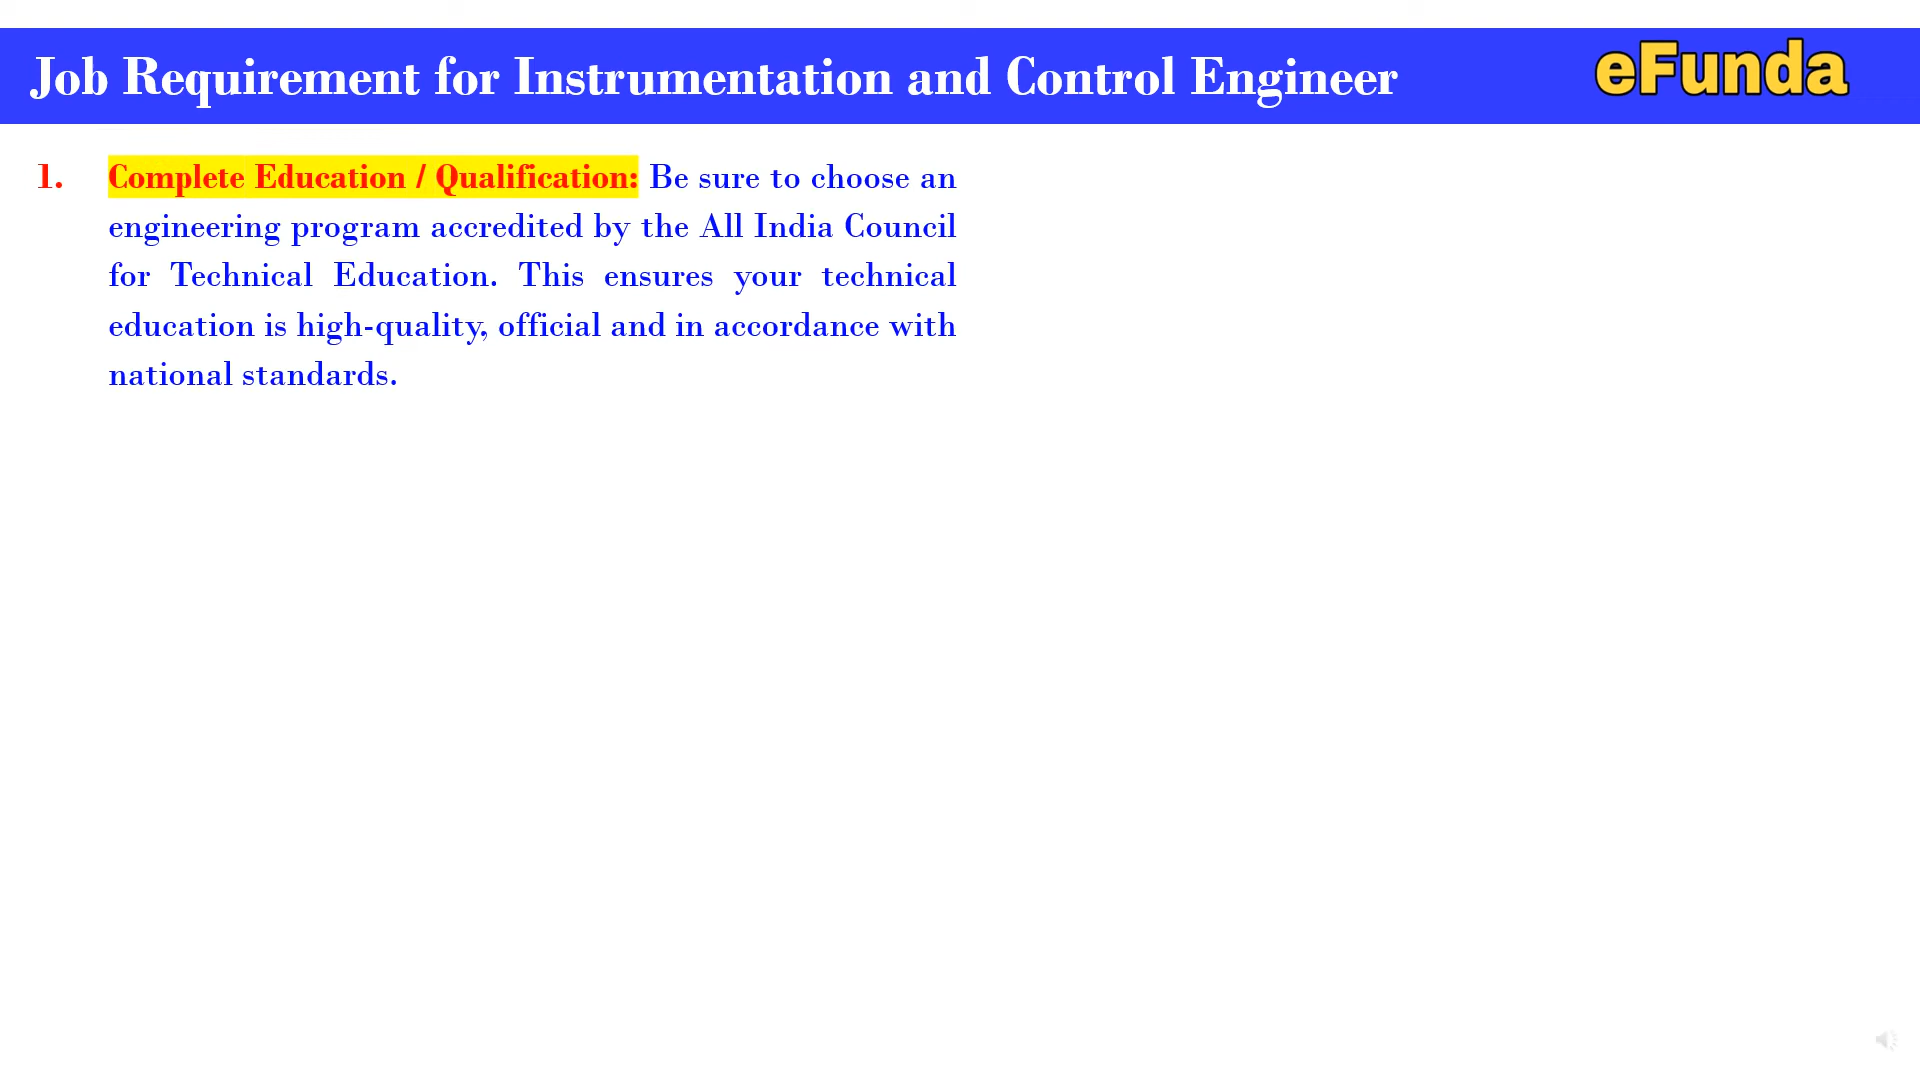 Job Requirement for Instrumentation and Control Engineer
eFunda
1. Complete Education / Qualification: Be sure to choose an
engineering program accredited by the All India Council
for Technical Education. This ensures your technical
education is high-quality, official and in accordance with
national standards.